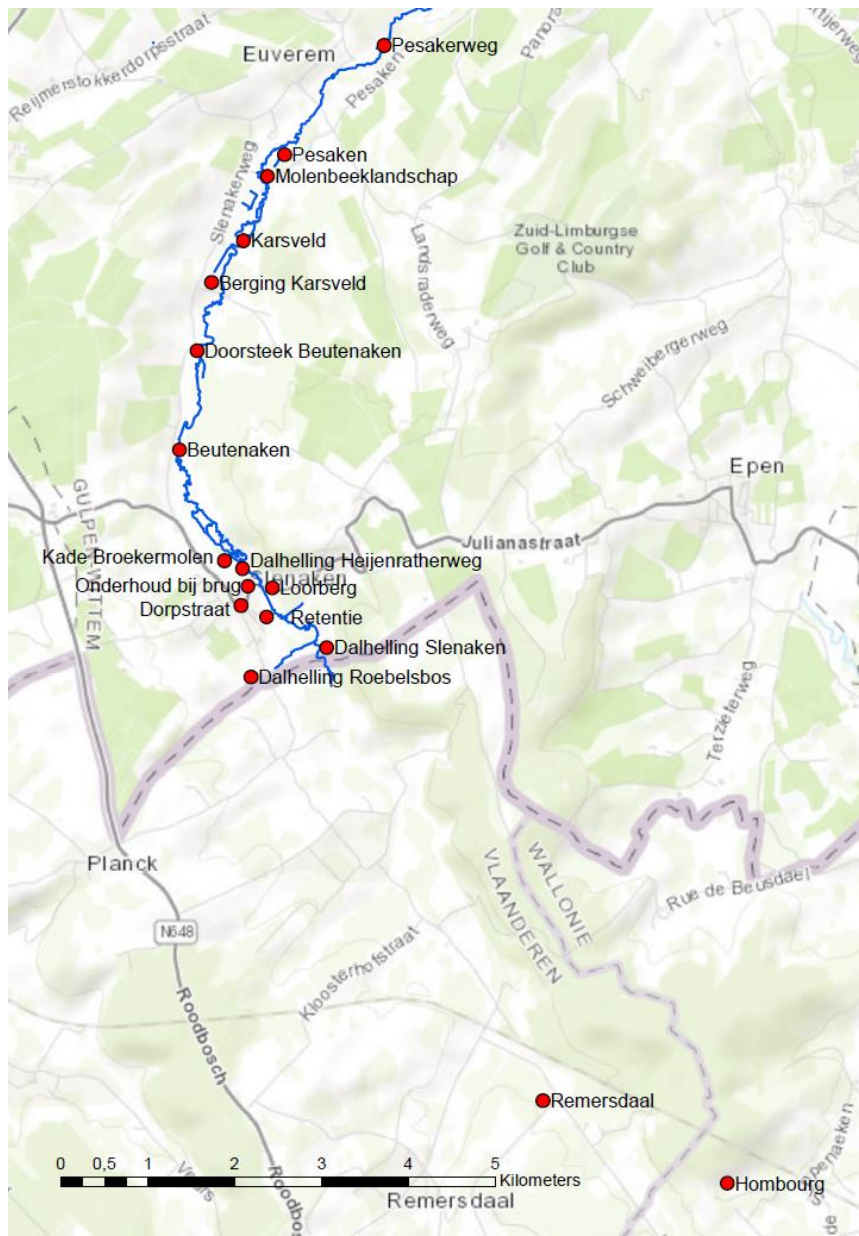 Euverem
Pesakerweg
Reijmerstokkerdorpsstraat
Pesaken
Panora
Slenakerweg
Pesaken
Molenbeeklandschap
Landsraderweg
Zuid-Limburgse
Golf & Country
Club
Karsveld
Berging Karsveld
Schweibergerweg
Doorsteek Beutenaken
Beutenaken
Epen
GULPEN-WITTEM
Julianastraat
Kade Broekermolen
Dalhelling Heijenratherweg
Slenaken
Onderhoud bij brug
Loorberg
Dorpstraat
Retentie
Dalhelling Slenaken
Dalhelling Roebelsbos
Terzieterweg
Planck
WALLONIE
VLAANDEREN
Rue de Beusdael
N648
Kloosterhofstraat
Roodbosch
Remersdaal
0 0,5 1 2 3 4 5
Kilometers
Remersdaal
Hombourg